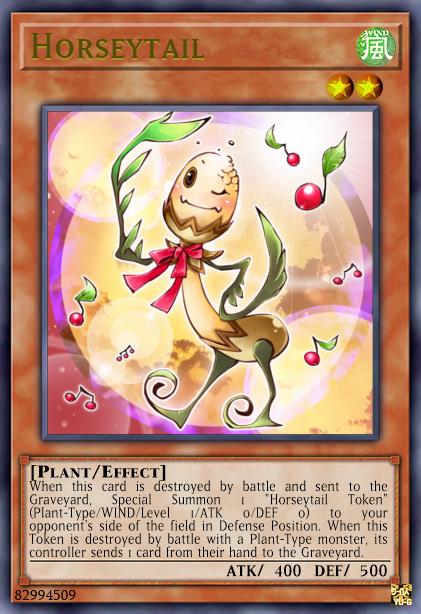 Horseytail
WIND
風
[Plant/Effect]
When this card is destroyed by battle and sent to the
Graveyard, Special Summon 1 "Horseytail Token"
(Plant-Type/WIND/Level 1/ATK 0/DEF 0) to your
opponent's side of the field in Defense Position. When this
Token is destroyed by battle with a Plant-Type monster, its
controller sends 1 card from their hand to the Graveyard.
ATK/ 400 DEF/ 500
82994509